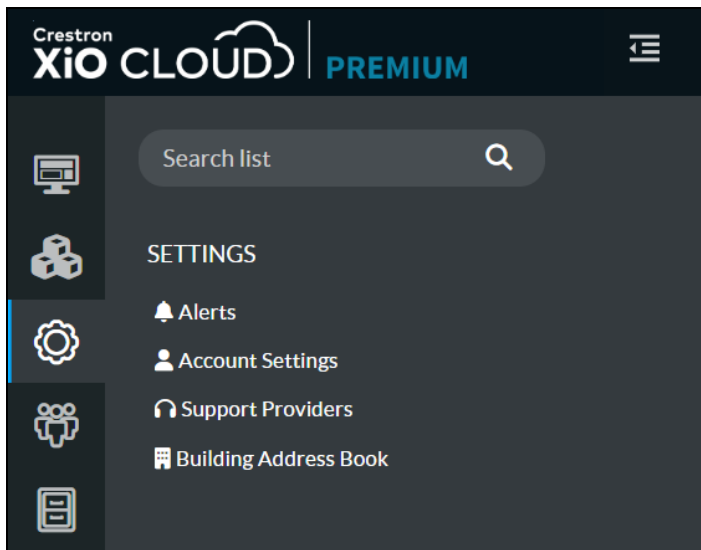 Crestron
XiO CLOUD PREMIUM
Search list
SETTINGS
Alerts
Account Settings
Support Providers
Building Address Book